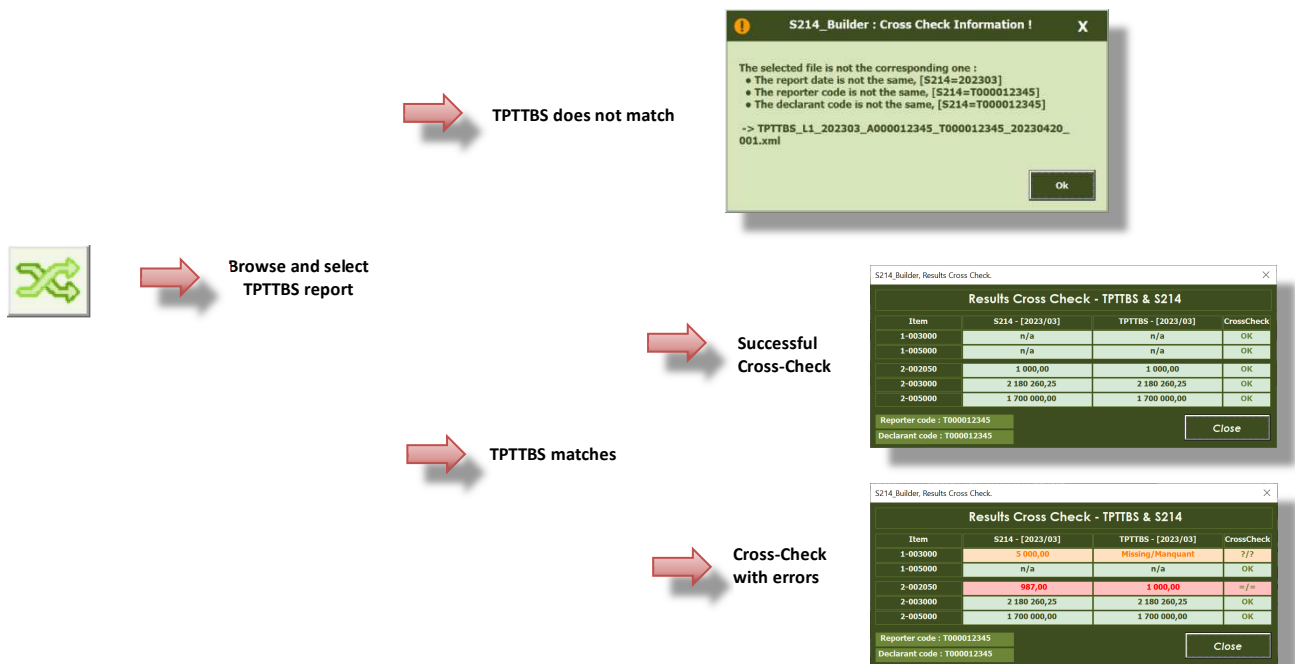 S214_Builder : Cross Check Information !
X
The selected file is not the corresponding one :
• The report date is not the same, [S214=202303]
• The reporter code is not the same, [S214=T000012345]
• The declarant code is not the same, [S214=T000012345]
-> TPTTBS_L1_202303_A000012345_T000012345_20230420_
001.xml
Ok
TPTTBS does not match
Browse and select
TPTTBS report
Successful
Cross-Check
S214_Builder, Results Cross Check.
Results Cross Check - TPTTBS & S214
Item S214 - [2023/03] TPTTBS - [2023/03] CrossCheck
1-003000 n/a n/a OK
1-005000 n/a n/a OK
2-002050 1 000,00 1 000,00 OK
2-003000 2 180 260,25 2 180 260,25 OK
2-005000 1 700 000,00 1 700 000,00 OK
Reporter code : T000012345
Declarant code : T000012345
Close
TPTTBS matches
Cross-Check
with errors
S214_Builder, Results Cross Check.
Results Cross Check - TPTTBS & S214
Item S214 - [2023/03] TPTTBS - [2023/03] CrossCheck
1-003000 5 000,00 Missing/Manquant ?/?
1-005000 n/a n/a OK
2-002050 987,00 1 000,00 =/=
2-003000 2 180 260,25 2 180 260,25 OK
2-005000 1 700 000,00 1 700 000,00 OK
Reporter code : T000012345
Declarant code : T000012345
Close